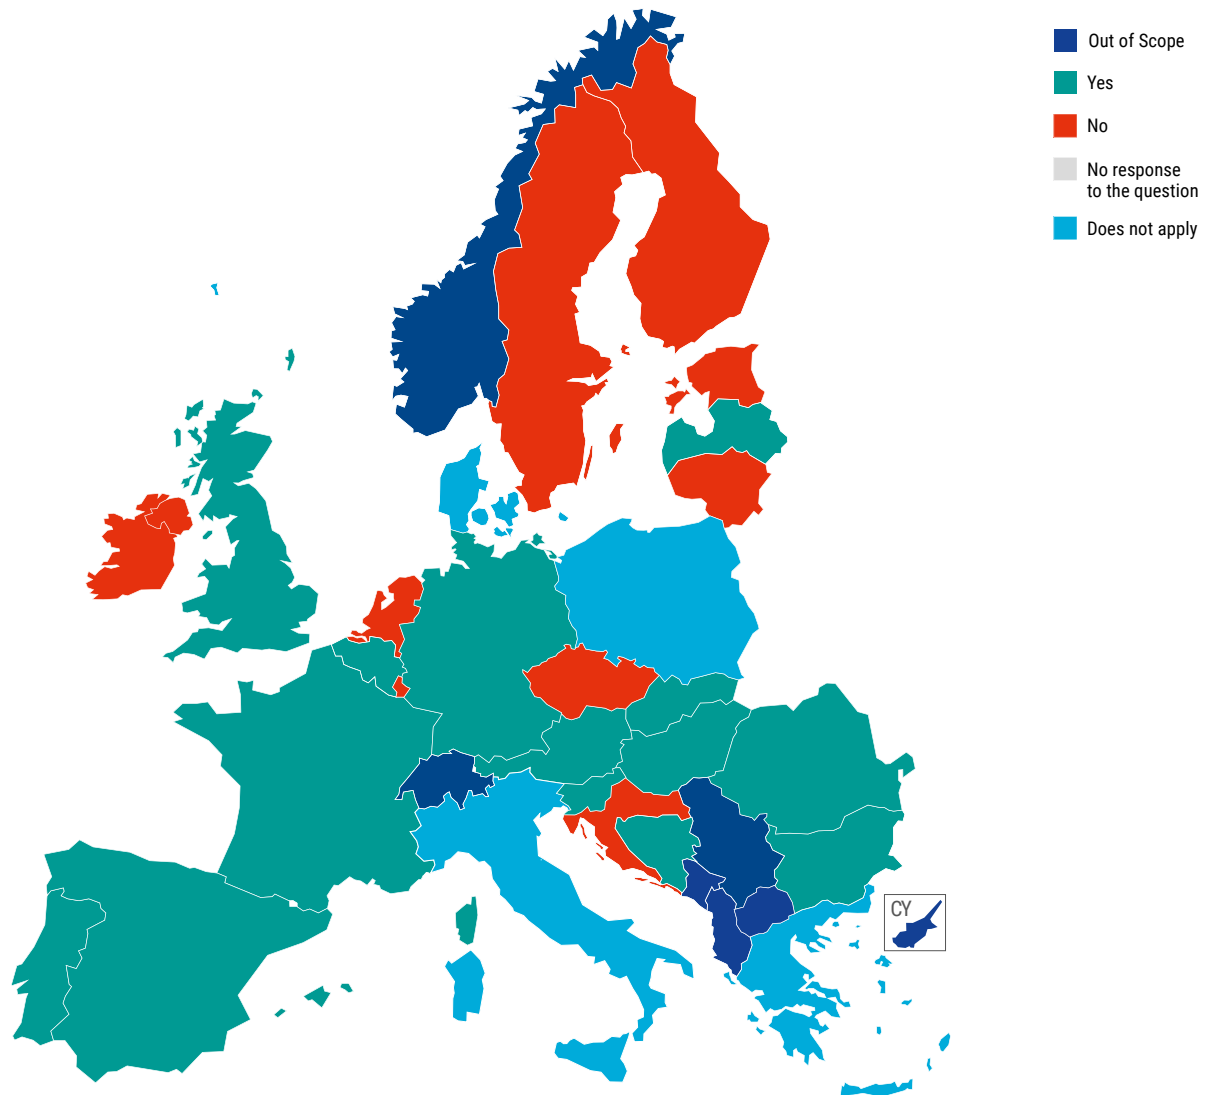 Out of Scope
Yes
No
No response
to the question
Does not apply
CY